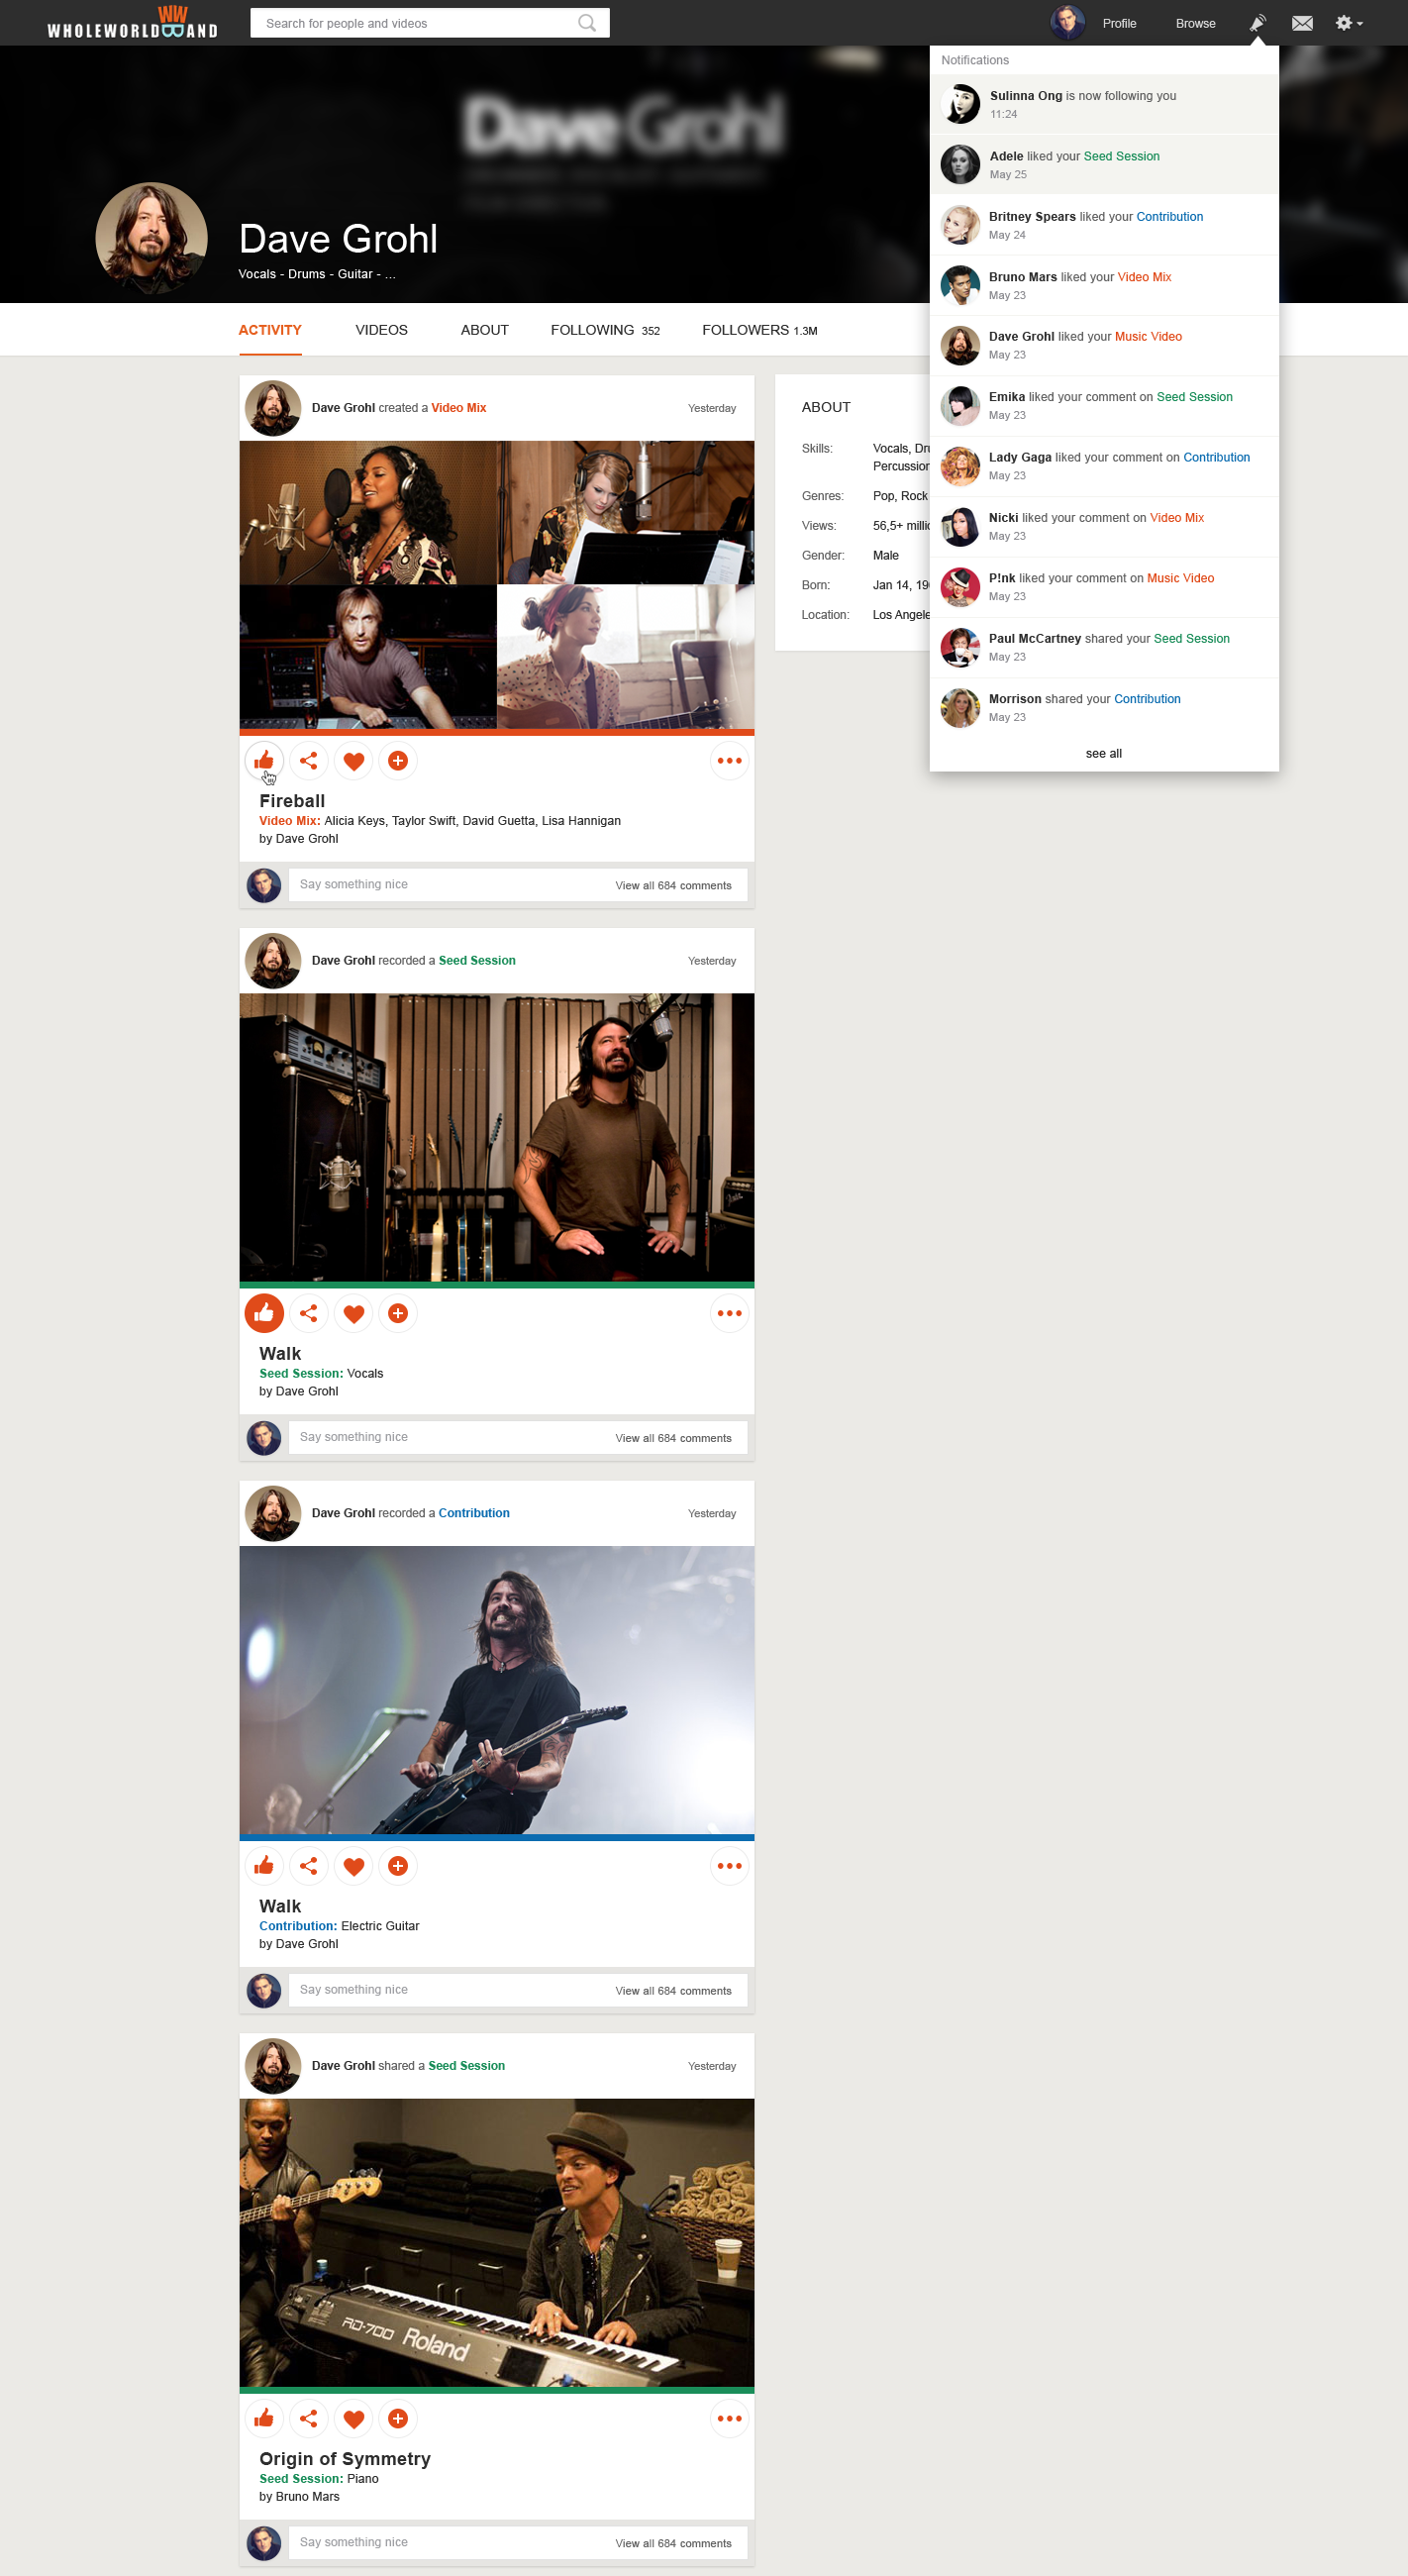 WHOLEWORLDBAND
Search for people and videos
Profile
Browse
Dave Grohl
Dave Grohl
Vocals - Drums - Guitar - ...
ACTIVITY
VIDEOS
ABOUT
FOLLOWING 352
FOLLOWERS 1.3M
Notifications
Sulinna Ong is now following you
11:24
Adele liked your Seed Session
May 25
Britney Spears liked your Contribution
May 24
Bruno Mars liked your Video Mix
May 23
Dave Grohl liked your Music Video
May 23
Emika liked your comment on Seed Session
May 23
Lady Gaga liked your comment on Contribution
May 23
Nicki liked your comment on Video Mix
May 23
P!nk liked your comment on Music Video
May 23
Paul McCartney shared your Seed Session
May 23
Morrison shared your Contribution
May 23
see all
ABOUT
Skills: Vocals,
Genres: Pop, Rock
Views: 56,5+
Gender: Male
Born: Jan 14,
Location: Los
Dave Grohl created a Video Mix
Yesterday
Fireball
Video Mix: Alicia Keys, Taylor Swift, David Guetta, Lisa Hannigan
by Dave Grohl
Say something nice
View all 684 comments
Dave Grohl recorded a Seed Session
Yesterday
Fender
Walk
Seed Session: Vocals
by Dave Grohl
Say something nice
View all 684 comments
Dave Grohl recorded a Contribution
Yesterday
Walk
Contribution: Electric Guitar
by Dave Grohl
Say something nice
View all 684 comments
Dave Grohl shared a Seed Session
Yesterday
RD-700 Roland
Origin of Symmetry
Seed Session: Piano
by Bruno Mars
Say something nice
View all 684 comments